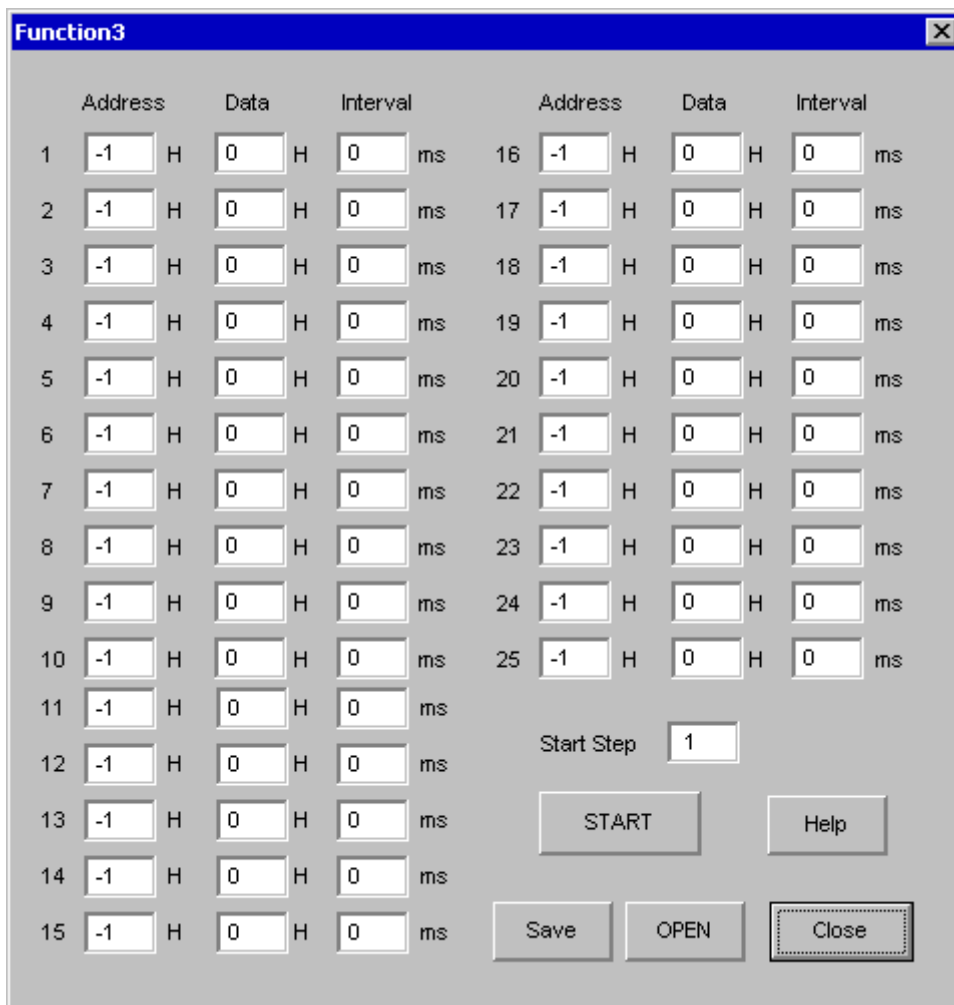 Function3
Address Data Interval Address Data Interval
1 -1 H 0 H 0 ms 16 -1 H 0 H 0 ms
2 -1 H 0 H 0 ms 17 -1 H 0 H 0 ms
3 -1 H 0 H 0 ms 18 -1 H 0 H 0 ms
4 -1 H 0 H 0 ms 19 -1 H 0 H 0 ms
5 -1 H 0 H 0 ms 20 -1 H 0 H 0 ms
6 -1 H 0 H 0 ms 21 -1 H 0 H 0 ms
7 -1 H 0 H 0 ms 22 -1 H 0 H 0 ms
8 -1 H 0 H 0 ms 23 -1 H 0 H 0 ms
9 -1 H 0 H 0 ms 24 -1 H 0 H 0 ms
10 -1 H 0 H 0 ms 25 -1 H 0 H 0 ms
11 -1 H 0 H 0 ms
12 -1 H 0 H 0 ms
13 -1 H 0 H 0 ms
14 -1 H 0 H 0 ms
15 -1 H 0 H 0 ms
Start Step 1
START Help
Save OPEN Close